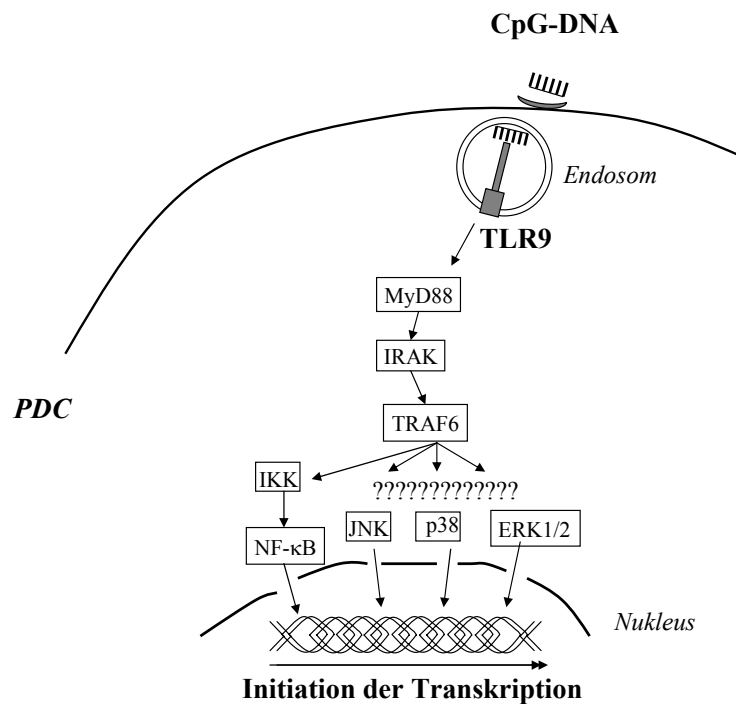 CpG-DNA
Endosom
TLR9
MyD88
IRAK
PDC
TRAF6
IKK
?????????????
JNK
p38
ERK1/2
NF-κB
Nukleus
Initiation der Transkription